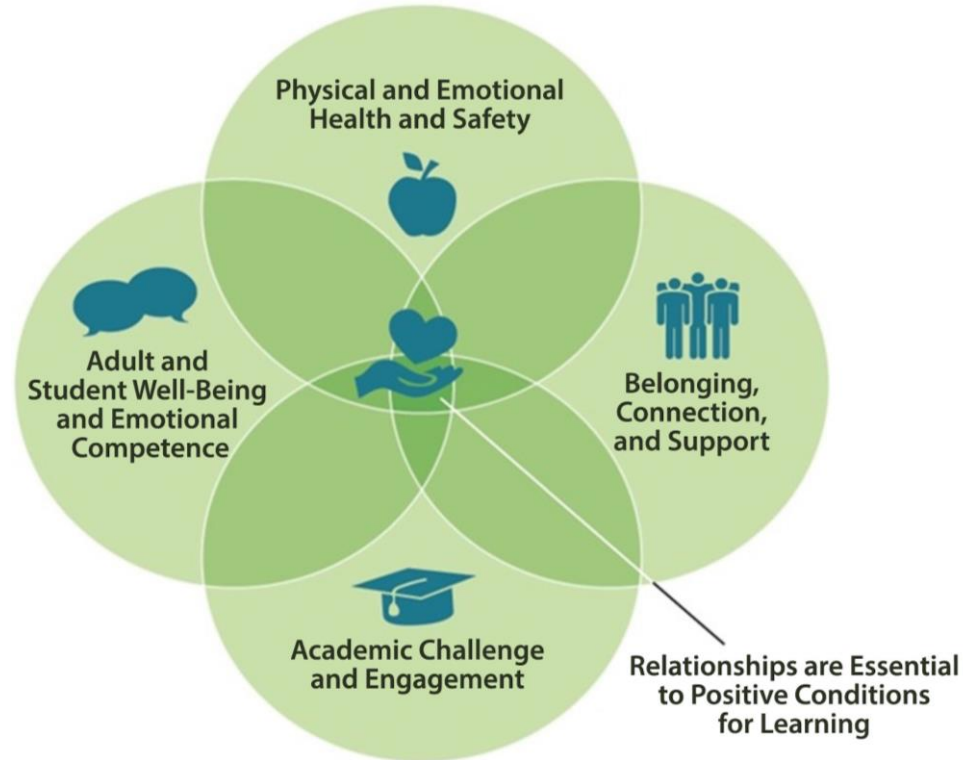 Physical and Emotional
Health and Safety
Adult and
Student Well-Being
and Emotional
Competence
Belonging,
Connection,
and Support
Academic Challenge
and Engagement
Relationships are Essential
to Positive Conditions
for Learning